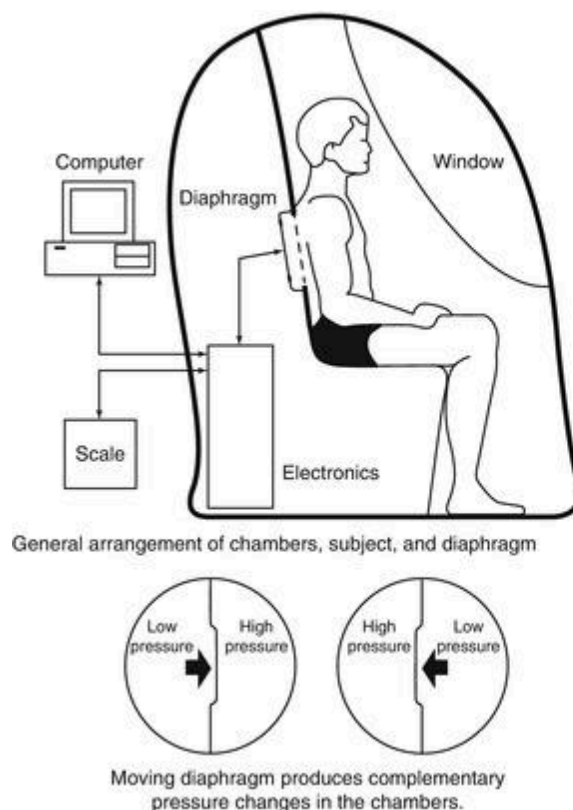 Computer
Window
Diaphragm
Scale
Electronics
General arrangement of chambers, subject, and diaphragm
Low
pressure
High
pressure
High
pressure
Low
pressure
Moving diaphragm produces complementary
pressure changes in the chambers.